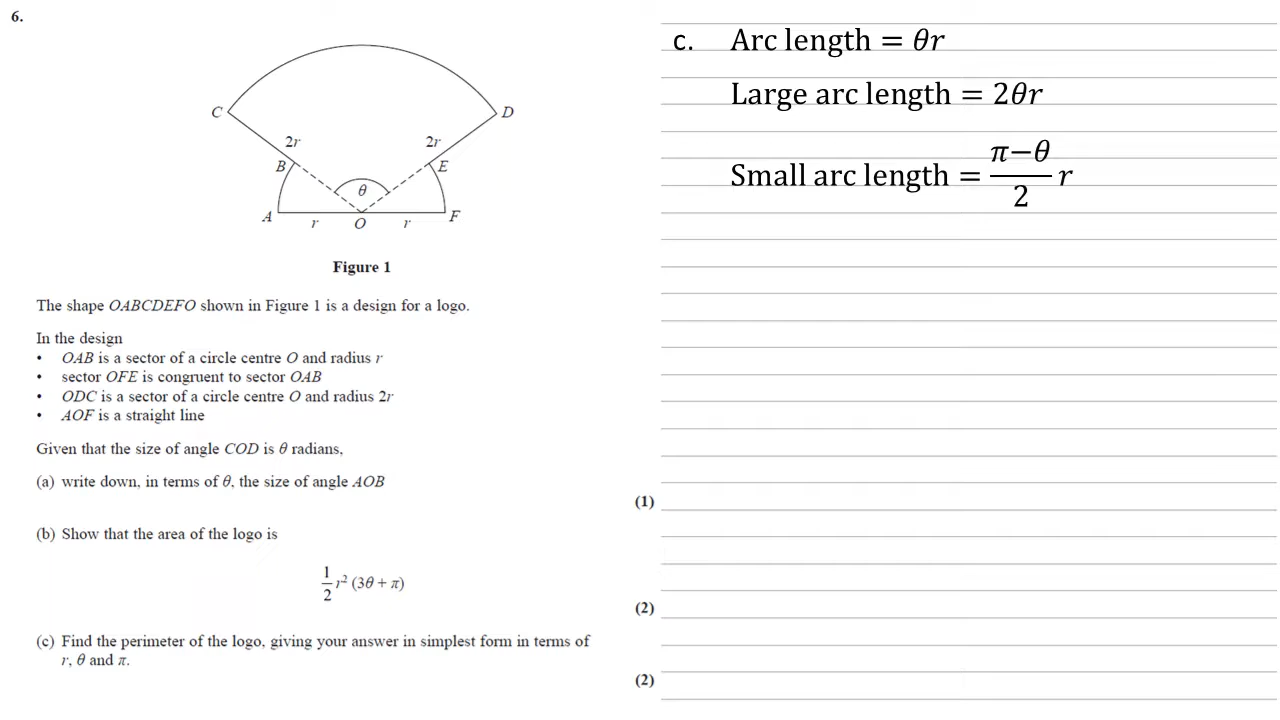 6.
C
D
2r
2r
B
E
θ
A
F
r
O
r
Figure 1
The shape OABCDEFO shown in Figure 1 is a design for a logo.
In the design
• OAB is a sector of a circle centre O and radius r
• sector OFE is congruent to sector OAB
• ODC is a sector of a circle centre O and radius 2r
• AOF is a straight line
Given that the size of angle COD is θ radians,
(a) write down, in terms of θ, the size of angle AOB
(1)
(b) Show that the area of the logo is
1/2 r² (3θ + π)
(2)
(c) Find the perimeter of the logo, giving your answer in simplest form in terms of
r, θ and π.
(2)
c. Arc length = θr
Large arc length = 2θr
Small arc length = (π−θ)/2 r